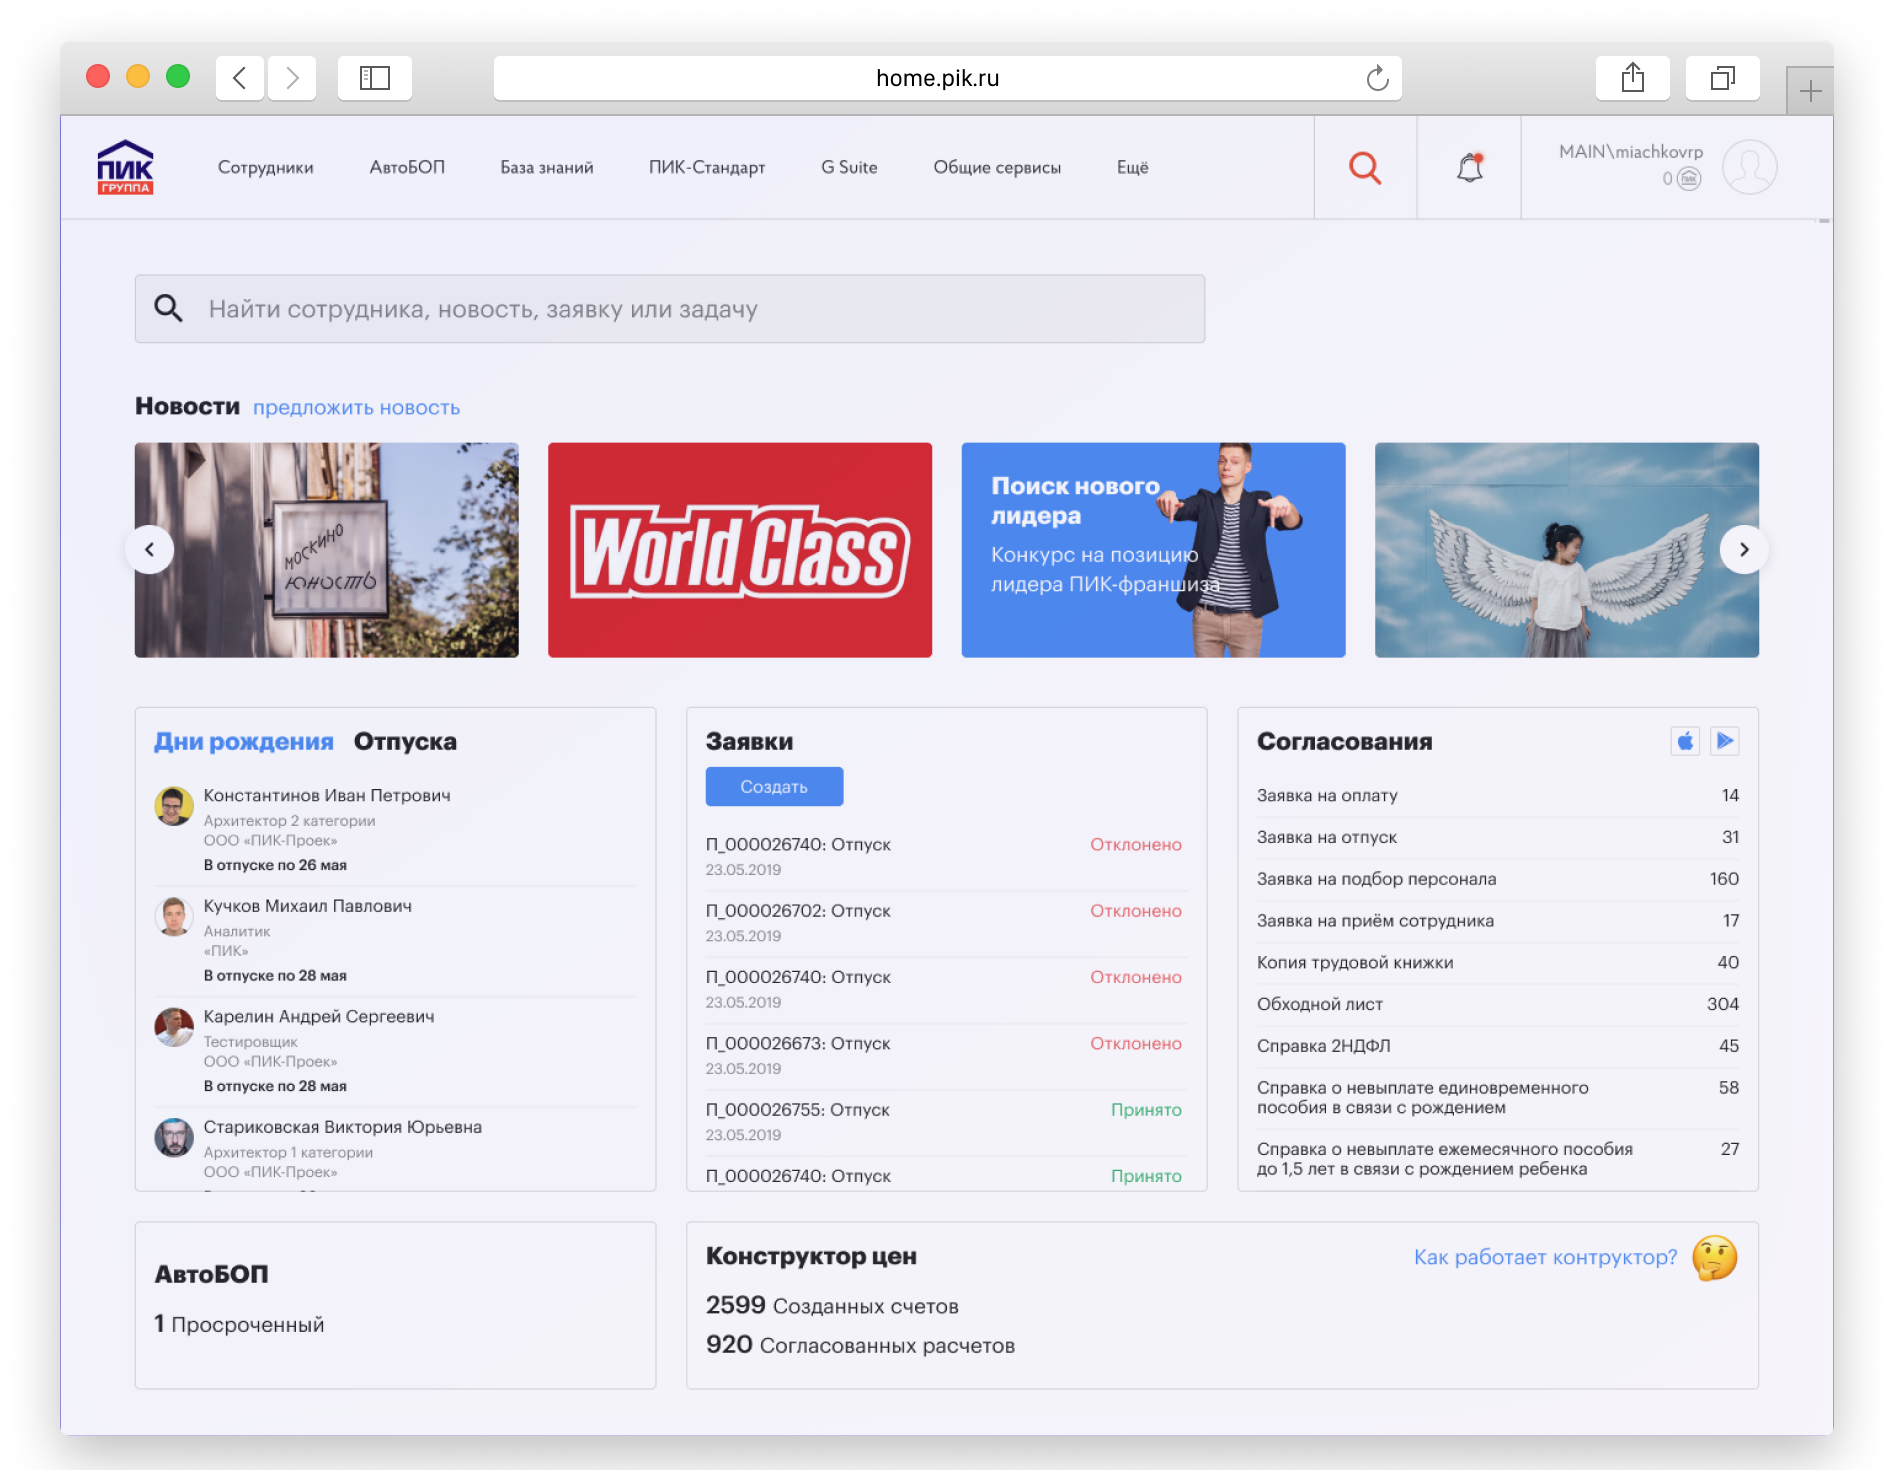 home.pik.ru
ПИК
ГРУППА
Сотрудники
АвтоБОП
База знаний
ПИК-Стандарт
G Suite
Общие сервисы
Ещё
MAIN\miachkovrp
0
Найти сотрудника, новость, заявку или задачу
Новости предложить новость
МОСКИНО
ЮНОСТЬ
World Class
Поиск нового
лидера
Конкурс на позицию
лидера ПИК-франшиза
Дни рождения Отпуска
Константинов Иван Петрович
Архитектор 2 категории
ООО «ПИК-Проек»
В отпуске по 26 мая
Кучков Михаил Павлович
Аналитик
«ПИК»
В отпуске по 28 мая
Карелин Андрей Сергеевич
Тестировщик
ООО «ПИК-Проек»
В отпуске по 28 мая
Стариковская Виктория Юрьевна
Архитектор 1 категории
ООО «ПИК-Проек»
Заявки
Создать
П_000026740: Отпуск Отклонено
23.05.2019
П_000026702: Отпуск Отклонено
23.05.2019
П_000026740: Отпуск Отклонено
23.05.2019
П_000026673: Отпуск Отклонено
23.05.2019
П_000026755: Отпуск Принято
23.05.2019
П_000026740: Отпуск Принято
Согласования
Заявка на оплату 14
Заявка на отпуск 31
Заявка на подбор персонала 160
Заявка на приём сотрудника 17
Копия трудовой книжки 40
Обходной лист 304
Справка 2НДФЛ 45
Справка о невыплате единовременного 58
пособия в связи с рождением
Справка о невыплате ежемесячного пособия 27
до 1,5 лет в связи с рождением ребенка
АвтоБОП
1 Просроченный
Конструктор цен
Как работает контруктор?
2599 Созданных счетов
920 Согласованных расчетов